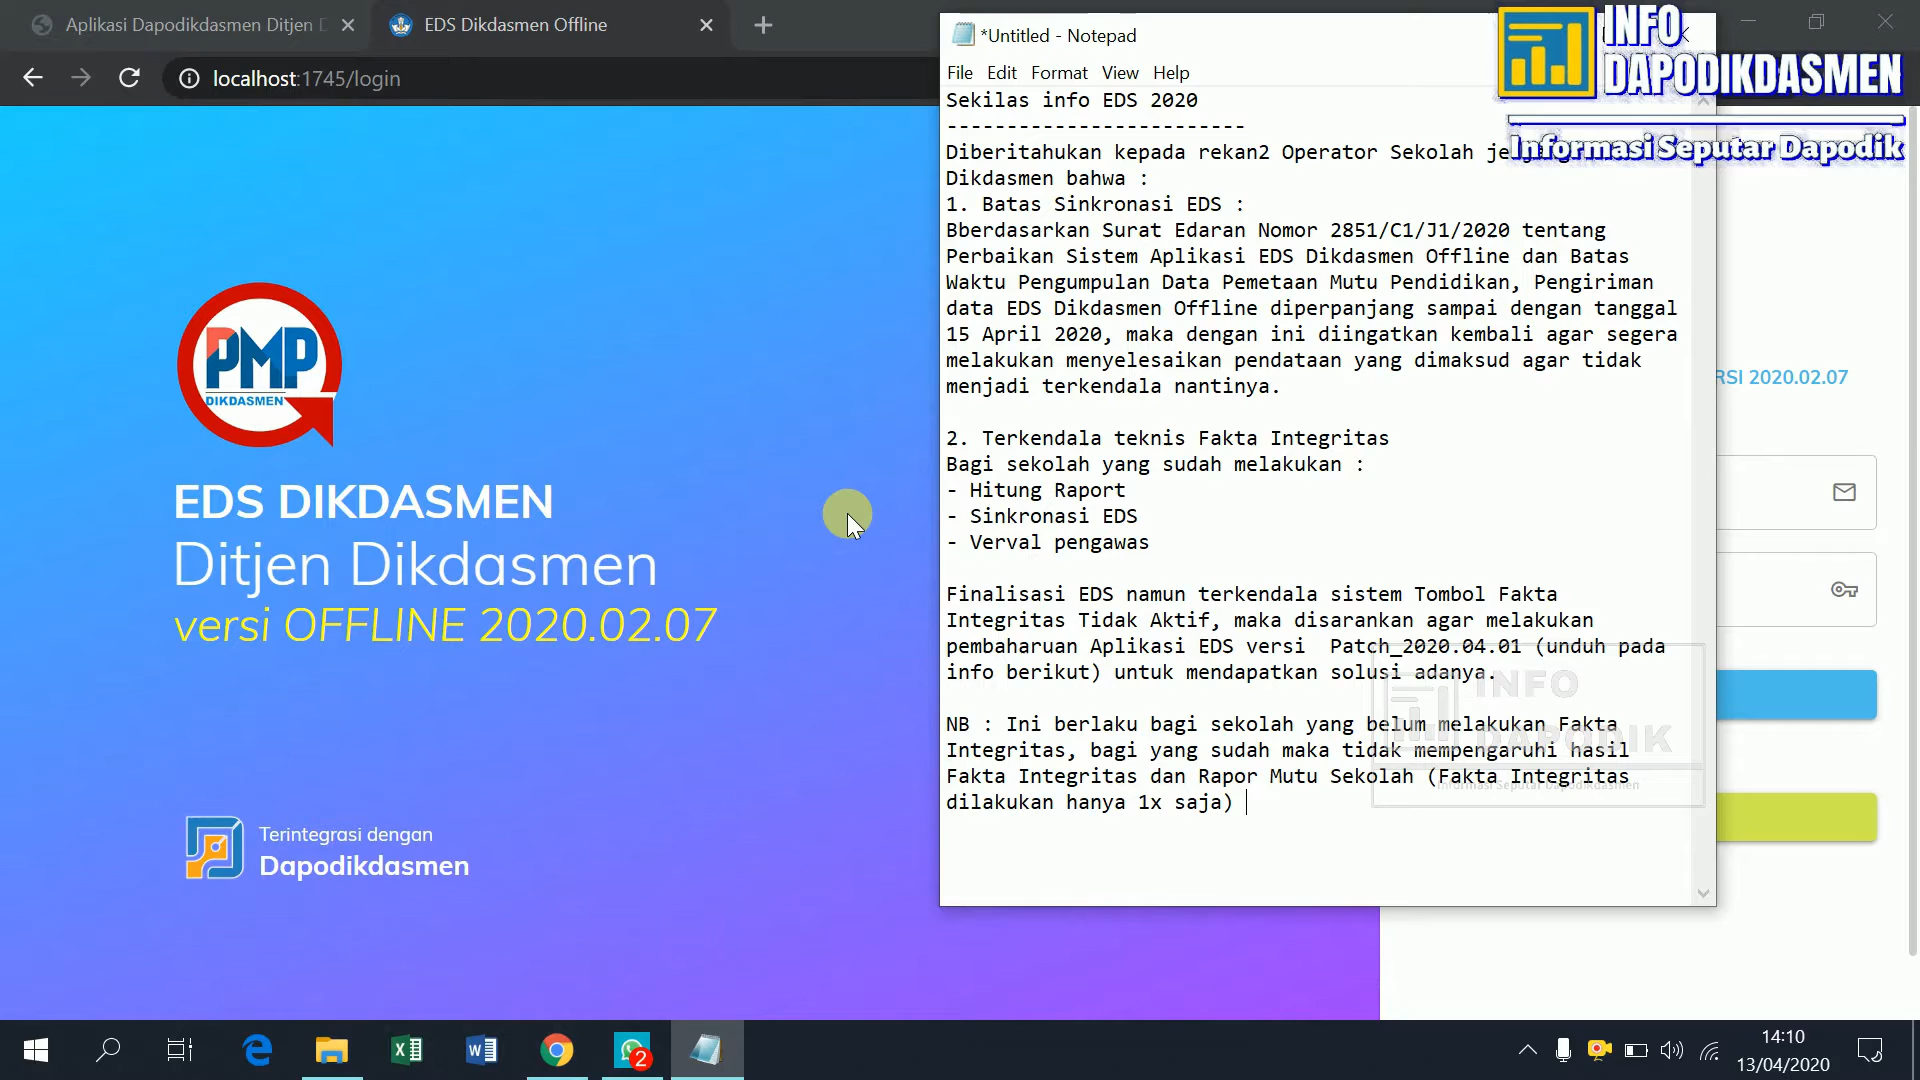 Aplikasi Dapodikdasmen Ditjen D
EDS Dikdasmen Offline
localhost:1745/login
*Untitled - Notepad
File Edit Format View Help
INFO
DAPODIKDASMEN
Informasi Seputar Dapodik
Sekilas info EDS 2020
-------------------------
Diberitahukan kepada rekan2 Operator Sekolah
Dikdasmen bahwa :
1. Batas Sinkronasi EDS :
Bberdasarkan Surat Edaran Nomor 2851/C1/J1/2020 tentang
Perbaikan Sistem Aplikasi EDS Dikdasmen Offline dan Batas
Waktu Pengumpulan Data Pemetaan Mutu Pendidikan, Pengiriman
data EDS Dikdasmen Offline diperpanjang sampai dengan tanggal
15 April 2020, maka dengan ini diingatkan kembali agar segera
melakukan menyelesaikan pendataan yang dimaksud agar tidak
menjadi terkendala nantinya.
2. Terkendala teknis Fakta Integritas
Bagi sekolah yang sudah melakukan :
- Hitung Raport
- Sinkronasi EDS
- Verval pengawas
Finalisasi EDS namun terkendala sistem Tombol Fakta
Integritas Tidak Aktif, maka disarankan agar melakukan
pembaharuan Aplikasi EDS versi  Patch_2020.04.01 (unduh pada
info berikut) untuk mendapatkan solusi adanya.
NB : Ini berlaku bagi sekolah yang belum melakukan Fakta
Integritas, bagi yang sudah maka tidak mempengaruhi hasil
Fakta Integritas dan Rapor Mutu Sekolah (Fakta Integritas
dilakukan hanya 1x saja)
INFO
DAPODIK
Informasi Seputar Dapodikdasmen
RSI 2020.02.07
PMP
DIKDASMEN
EDS DIKDASMEN
Ditjen Dikdasmen
versi OFFLINE 2020.02.07
Terintegrasi dengan
Dapodikdasmen
2
14:10
13/04/2020